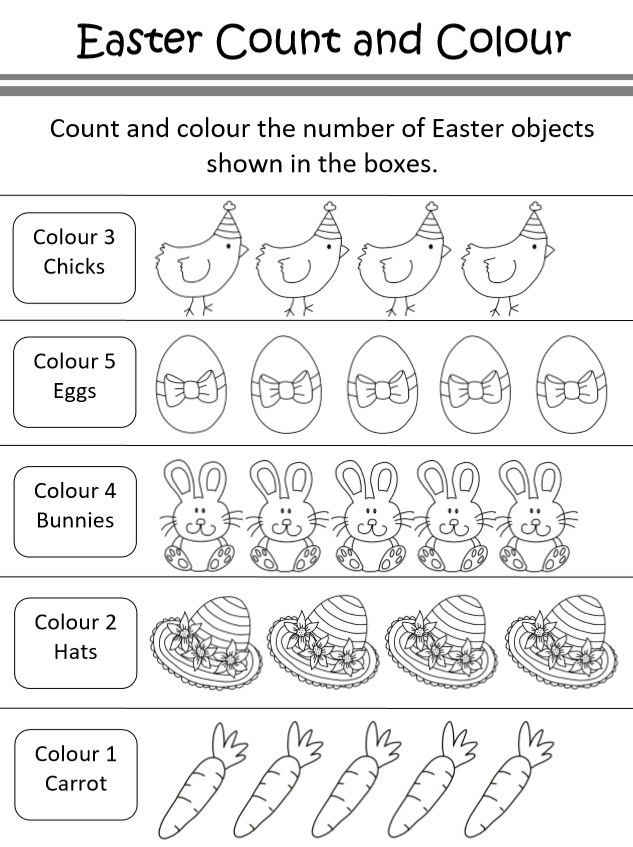 Easter Count and Colour
Count and colour the number of Easter objects
shown in the boxes.
Colour 3
Chicks
Colour 5
Eggs
Colour 4
Bunnies
Colour 2
Hats
Colour 1
Carrot